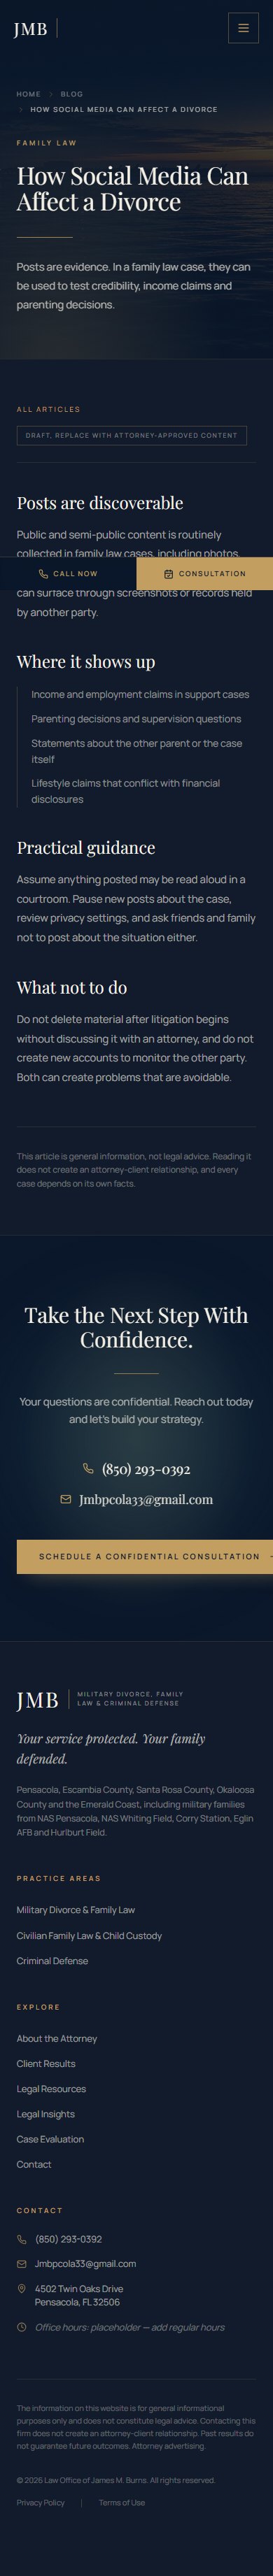 JMB
HOME > BLOG
> HOW SOCIAL MEDIA CAN AFFECT A DIVORCE
FAMILY LAW
How Social Media Can
Affect a Divorce
Posts are evidence. In a family law case, they can
be used to test credibility, income claims and
parenting decisions.
ALL ARTICLES
DRAFT, REPLACE WITH ATTORNEY-APPROVED CONTENT
Posts are discoverable
Public and semi-public content is routinely
collected in family law cases, including photos,
CALL NOW
CONSULTATION
can surface through screenshots or records held
by another party.
Where it shows up
Income and employment claims in support cases
Parenting decisions and supervision questions
Statements about the other parent or the case
itself
Lifestyle claims that conflict with financial
disclosures
Practical guidance
Assume anything posted may be read aloud in a
courtroom. Pause new posts about the case,
review privacy settings, and ask friends and family
not to post about the situation either.
What not to do
Do not delete material after litigation begins
without discussing it with an attorney, and do not
create new accounts to monitor the other party.
Both can create problems that are avoidable.
This article is general information, not legal advice. Reading it
does not create an attorney-client relationship, and every
case depends on its own facts.
Take the Next Step With
Confidence.
Your questions are confidential. Reach out today
and let's build your strategy.
(850) 293-0392
Jmbpcola33@gmail.com
SCHEDULE A CONFIDENTIAL CONSULTATION
JMB
MILITARY DIVORCE, FAMILY
LAW & CRIMINAL DEFENSE
Your service protected. Your family
defended.
Pensacola, Escambia County, Santa Rosa County, Okaloosa
County and the Emerald Coast, including military families
from NAS Pensacola, NAS Whiting Field, Corry Station, Eglin
AFB and Hurlburt Field.
PRACTICE AREAS
Military Divorce & Family Law
Civilian Family Law & Child Custody
Criminal Defense
EXPLORE
About the Attorney
Client Results
Legal Resources
Legal Insights
Case Evaluation
Contact
CONTACT
(850) 293-0392
Jmbpcola33@gmail.com
4502 Twin Oaks Drive
Pensacola, FL 32506
Office hours: placeholder — add regular hours
The information on this website is for general informational
purposes only and does not constitute legal advice. Contacting this
firm does not create an attorney-client relationship. Past results do
not guarantee future outcomes. Attorney advertising.
© 2026 Law Office of James M. Burns. All rights reserved.
Privacy Policy | Terms of Use